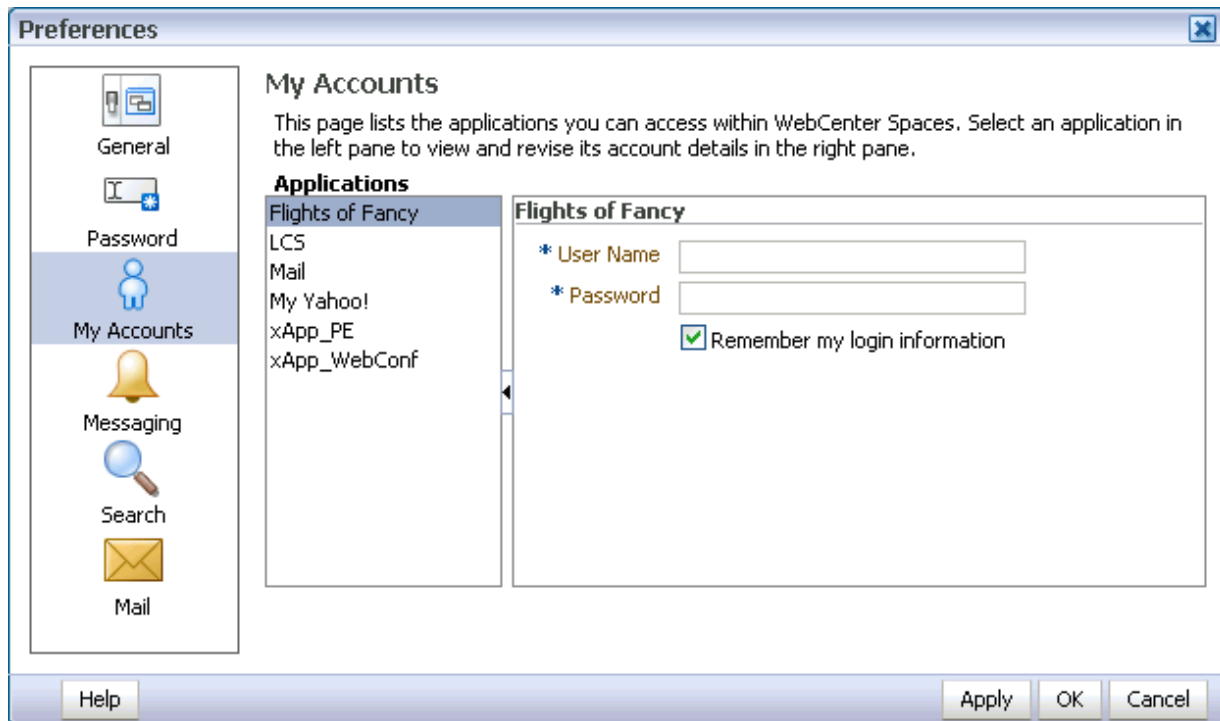 Preferences
General
Password
My Accounts
Messaging
Search
Mail
My Accounts
This page lists the applications you can access within WebCenter Spaces. Select an application in
the left pane to view and revise its account details in the right pane.
Applications
Flights of Fancy
LCS
Mail
My Yahoo!
xApp_PE
xApp_WebConf
Flights of Fancy
* User Name
* Password
Remember my login information
Help
Apply
OK
Cancel